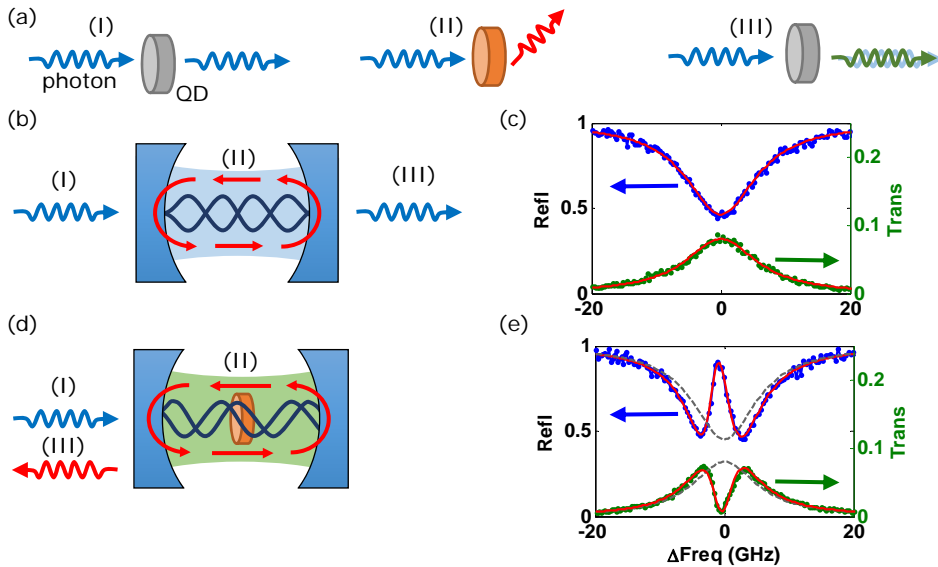 (a)
(I)
(II)
(III)
photon
QD
(b)
(I)
(II)
(III)
(c)
1
0.5
0
Refl
0.2
0.1
0
Trans
-20
0
20
(d)
(I)
(II)
(III)
(e)
1
0.5
0
Refl
0.2
0.1
0
Trans
-20
0
20
ΔFreq (GHz)